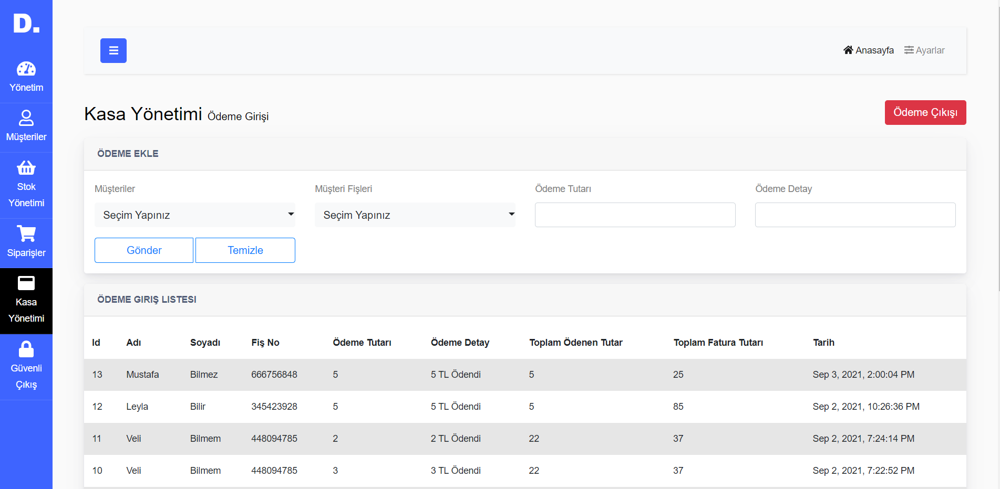 D.
Yönetim
Müşteriler
Stok
Yönetimi
Siparişler
Kasa
Yönetimi
Güvenli
Çıkış
Anasayfa Ayarlar
Kasa Yönetimi Ödeme Girişi
Ödeme Çıkışı
ÖDEME EKLE
Müşteriler Müşteri Fişleri Ödeme Tutarı Ödeme Detay
Seçim Yapınız Seçim Yapınız
Gönder Temizle
ÖDEME GIRIŞ LISTESI
Id Adı Soyadı Fiş No Ödeme Tutarı Ödeme Detay Toplam Ödenen Tutar Toplam Fatura Tutarı Tarih
13 Mustafa Bilmez 666756848 5 5 TL Ödendi 5 25 Sep 3, 2021, 2:00:04 PM
12 Leyla Bilir 345423928 5 5 TL Ödendi 5 85 Sep 2, 2021, 10:26:36 PM
11 Veli Bilmem 448094785 2 2 TL Ödendi 22 37 Sep 2, 2021, 7:24:14 PM
10 Veli Bilmem 448094785 3 3 TL Ödendi 22 37 Sep 2, 2021, 7:22:52 PM